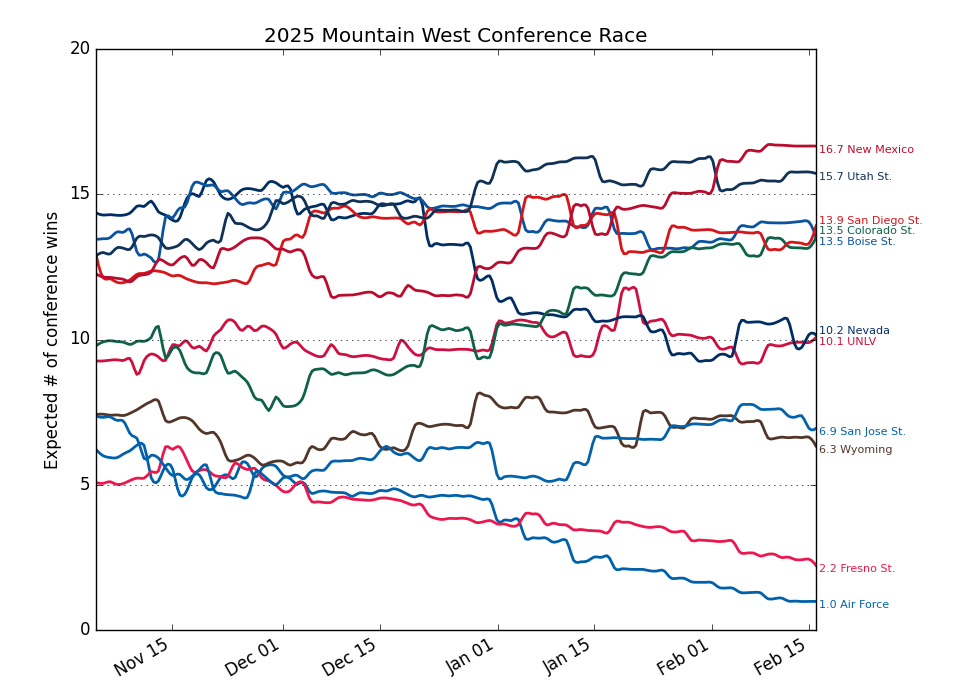 2025 Mountain West Conference Race
Expected # of conference wins
20
15
10
5
0
16.7 New Mexico
15.7 Utah St.
13.9 San Diego St.
13.5 Colorado St.
13.5 Boise St.
10.2 Nevada
10.1 UNLV
6.9 San Jose St.
6.3 Wyoming
2.2 Fresno St.
1.0 Air Force
Nov 15
Dec 01
Dec 15
Jan 01
Jan 15
Feb 01
Feb 15